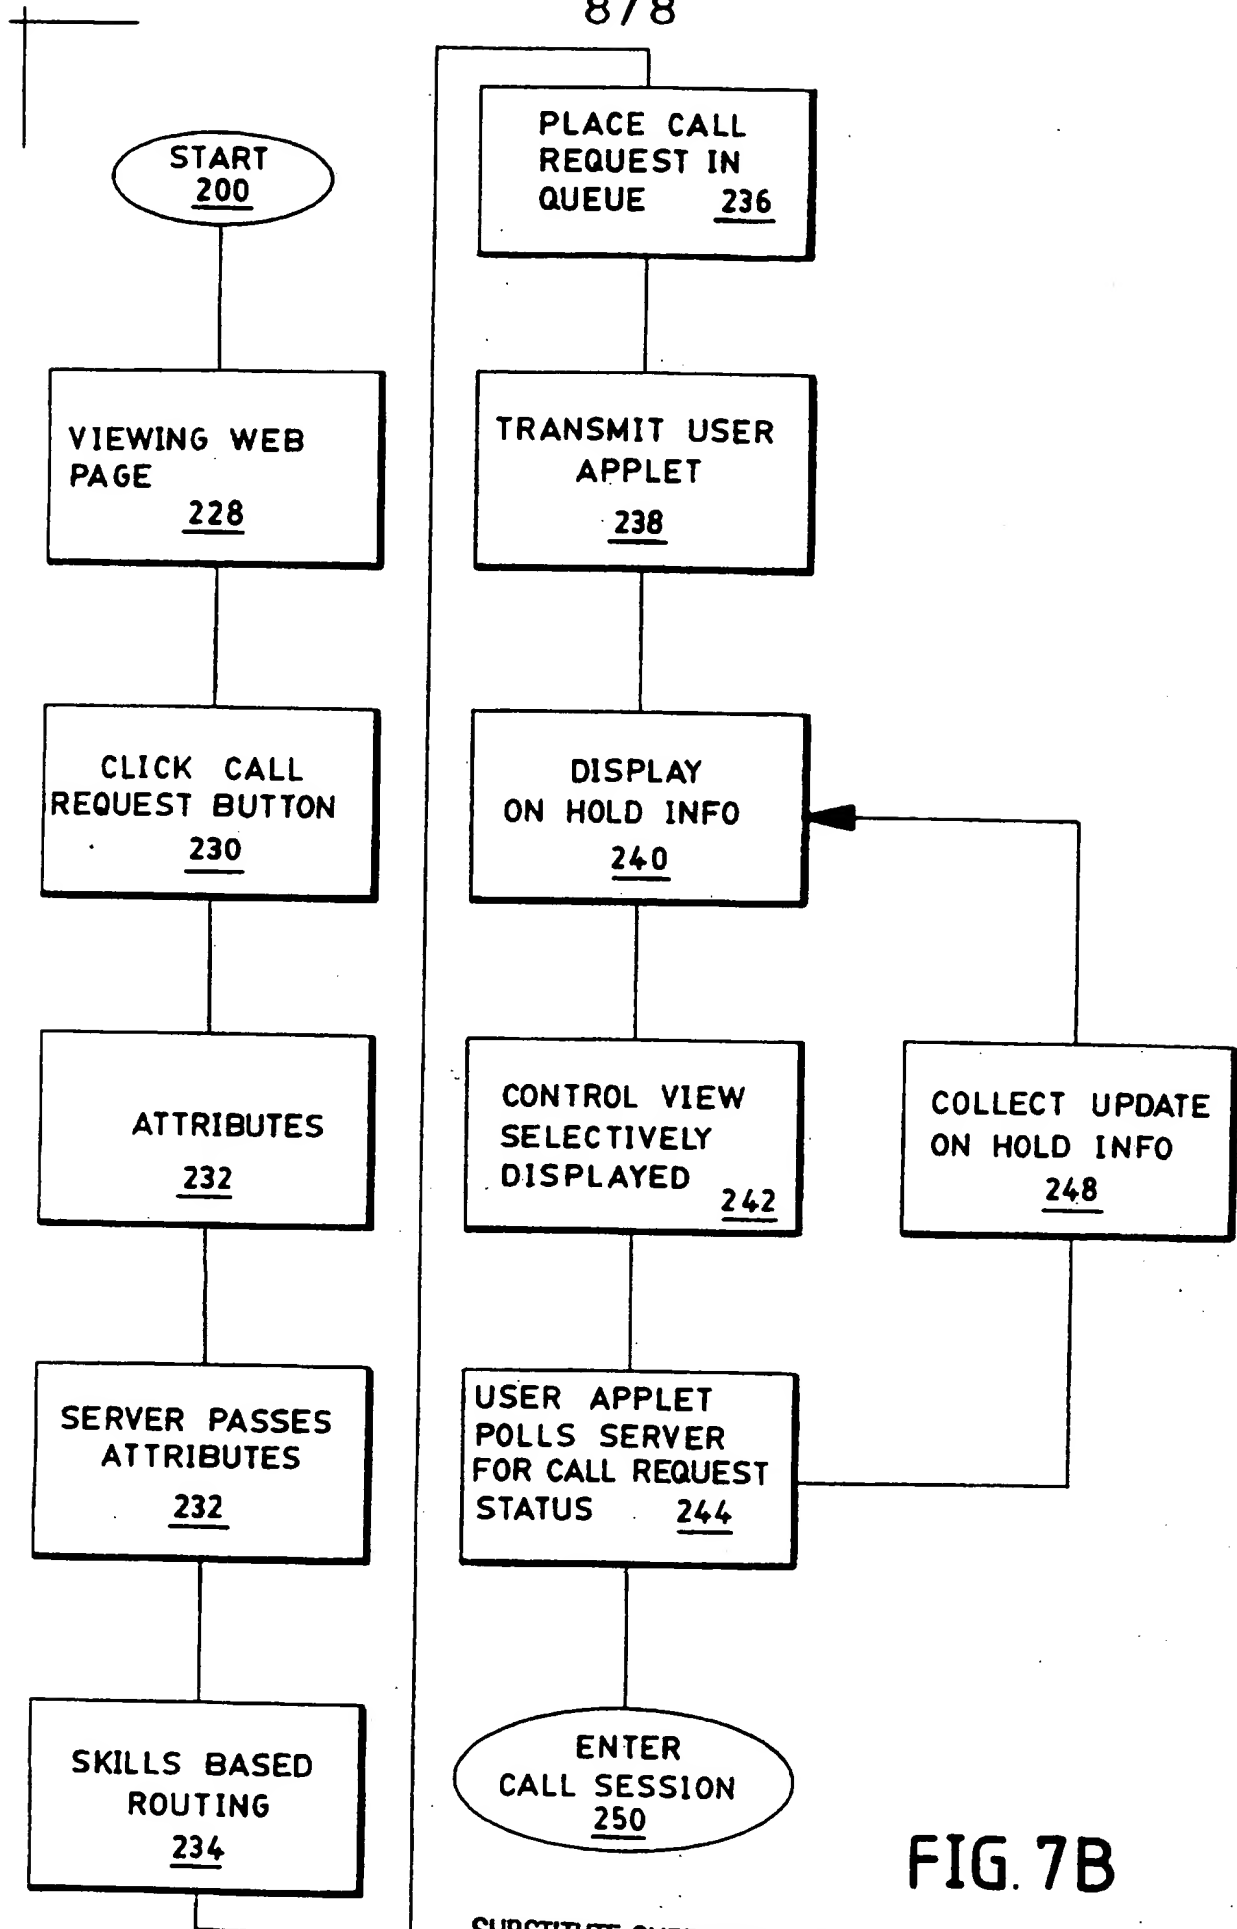 8/8
START
200
VIEWING WEB
PAGE
228
CLICK CALL
REQUEST BUTTON
230
ATTRIBUTES
232
SERVER PASSES
ATTRIBUTES
232
SKILLS BASED
ROUTING
234
PLACE CALL
REQUEST IN
QUEUE 236
TRANSMIT USER
APPLET
238
DISPLAY
ON HOLD INFO
240
CONTROL VIEW
SELECTIVELY
DISPLAYED
242
USER APPLET
POLLS SERVER
FOR CALL REQUEST
STATUS 244
COLLECT UPDATE
ON HOLD INFO
248
ENTER
CALL SESSION
250
FIG. 7B
SUBSTITUTE